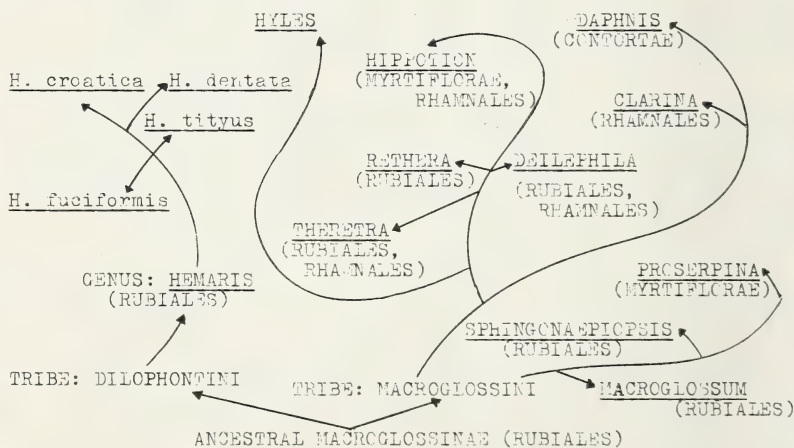 HYLES
DAPHNIS
(CONTORTAE)
HIPPOTION
(MYRTIFLORAE,
RHAMNALES)
H. croatica
H. dentata
CLARINA
(RHAMNALES)
H. tityus
RETHERA
(RUBIALES)
DEILEPHILA
(RUBIALES,
RHAMNALES)
H. fuciformis
THERETRA
(RUBIALES,
RHAMNALES)
GENUS: HEMARIS
(RUBIALES)
PROSERPINA
(MYRTIFLORAE)
SPHINGONAEPIOPSIS
(RUBIALES)
TRIBE: DILOPHONTINI
TRIBE: MACROGLOSSINI
MACROGLOSSUM
(RUBIALES)
ANCESTRAL MACROGLOSSINAE (RUBIALES)